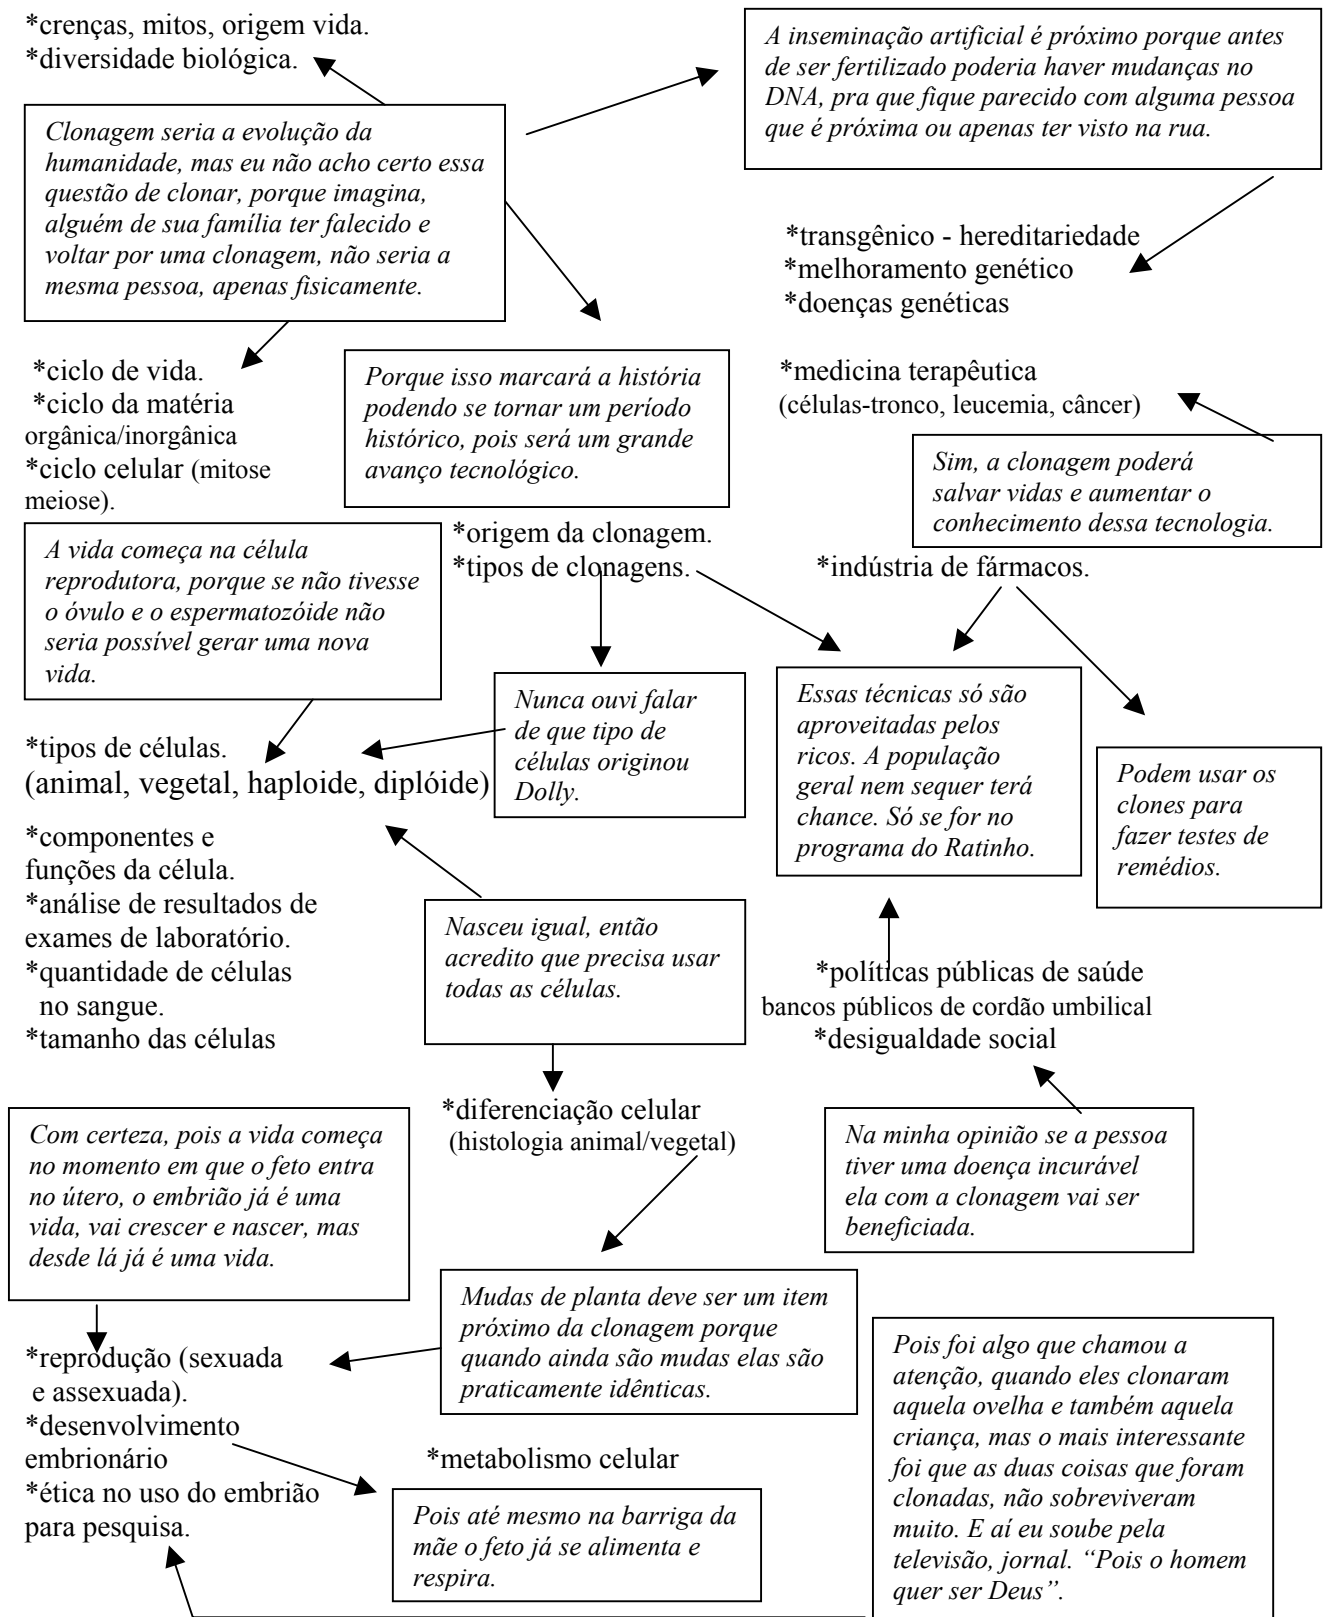 *crenças, mitos, origem vida.
*diversidade biológica.
A inseminação artificial é próximo porque antes
de ser fertilizado poderia haver mudanças no
DNA, pra que fique parecido com alguma pessoa
que é próxima ou apenas ter visto na rua.
Clonagem seria a evolução da
humanidade, mas eu não acho certo essa
questão de clonar, porque imagina,
alguém de sua família ter falecido e
voltar por uma clonagem, não seria a
mesma pessoa, apenas fisicamente.
*transgênico - hereditariedade
*melhoramento genético
*doenças genéticas
*ciclo de vida.
*ciclo da matéria
orgânica/inorgânica
*ciclo celular (mitose
meiose).
Porque isso marcará a história
podendo se tornar um período
histórico, pois será um grande
avanço tecnológico.
*medicina terapêutica
(células-tronco, leucemia, câncer)
Sim, a clonagem poderá
salvar vidas e aumentar o
conhecimento dessa tecnologia.
A vida começa na célula
reprodutora, porque se não tivesse
o óvulo e o espermatozóide não
seria possível gerar uma nova
vida.
*origem da clonagem.
*tipos de clonagens.
*indústria de fármacos.
Nunca ouvi falar
de que tipo de
células originou
Dolly.
Essas técnicas só são
aproveitadas pelos
ricos. A população
geral nem sequer terá
chance. Só se for no
programa do Ratinho.
Podem usar os
clones para
fazer testes de
remédios.
*tipos de células.
(animal, vegetal, haploide, diplóide)
*componentes e
funções da célula.
*análise de resultados de
exames de laboratório.
*quantidade de células
no sangue.
*tamanho das células
Nasceu igual, então
acredito que precisa usar
todas as células.
*políticas públicas de saúde
bancos públicos de cordão umbilical
*desigualdade social
*diferenciação celular
(histologia animal/vegetal)
Com certeza, pois a vida começa
no momento em que o feto entra
no útero, o embrião já é uma
vida, vai crescer e nascer, mas
desde lá já é uma vida.
Na minha opinião se a pessoa
tiver uma doença incurável
ela com a clonagem vai ser
beneficiada.
Mudas de planta deve ser um item
próximo da clonagem porque
quando ainda são mudas elas são
praticamente idênticas.
*reprodução (sexuada
e assexuada).
*desenvolvimento
embrionário
*ética no uso do embrião
para pesquisa.
*metabolismo celular
Pois até mesmo na barriga da
mãe o feto já se alimenta e
respira.
Pois foi algo que chamou a
atenção, quando eles clonaram
aquela ovelha e também aquela
criança, mas o mais interessante
foi que as duas coisas que foram
clonadas, não sobreviveram
muito. E aí eu soube pela
televisão, jornal. “Pois o homem
quer ser Deus”.